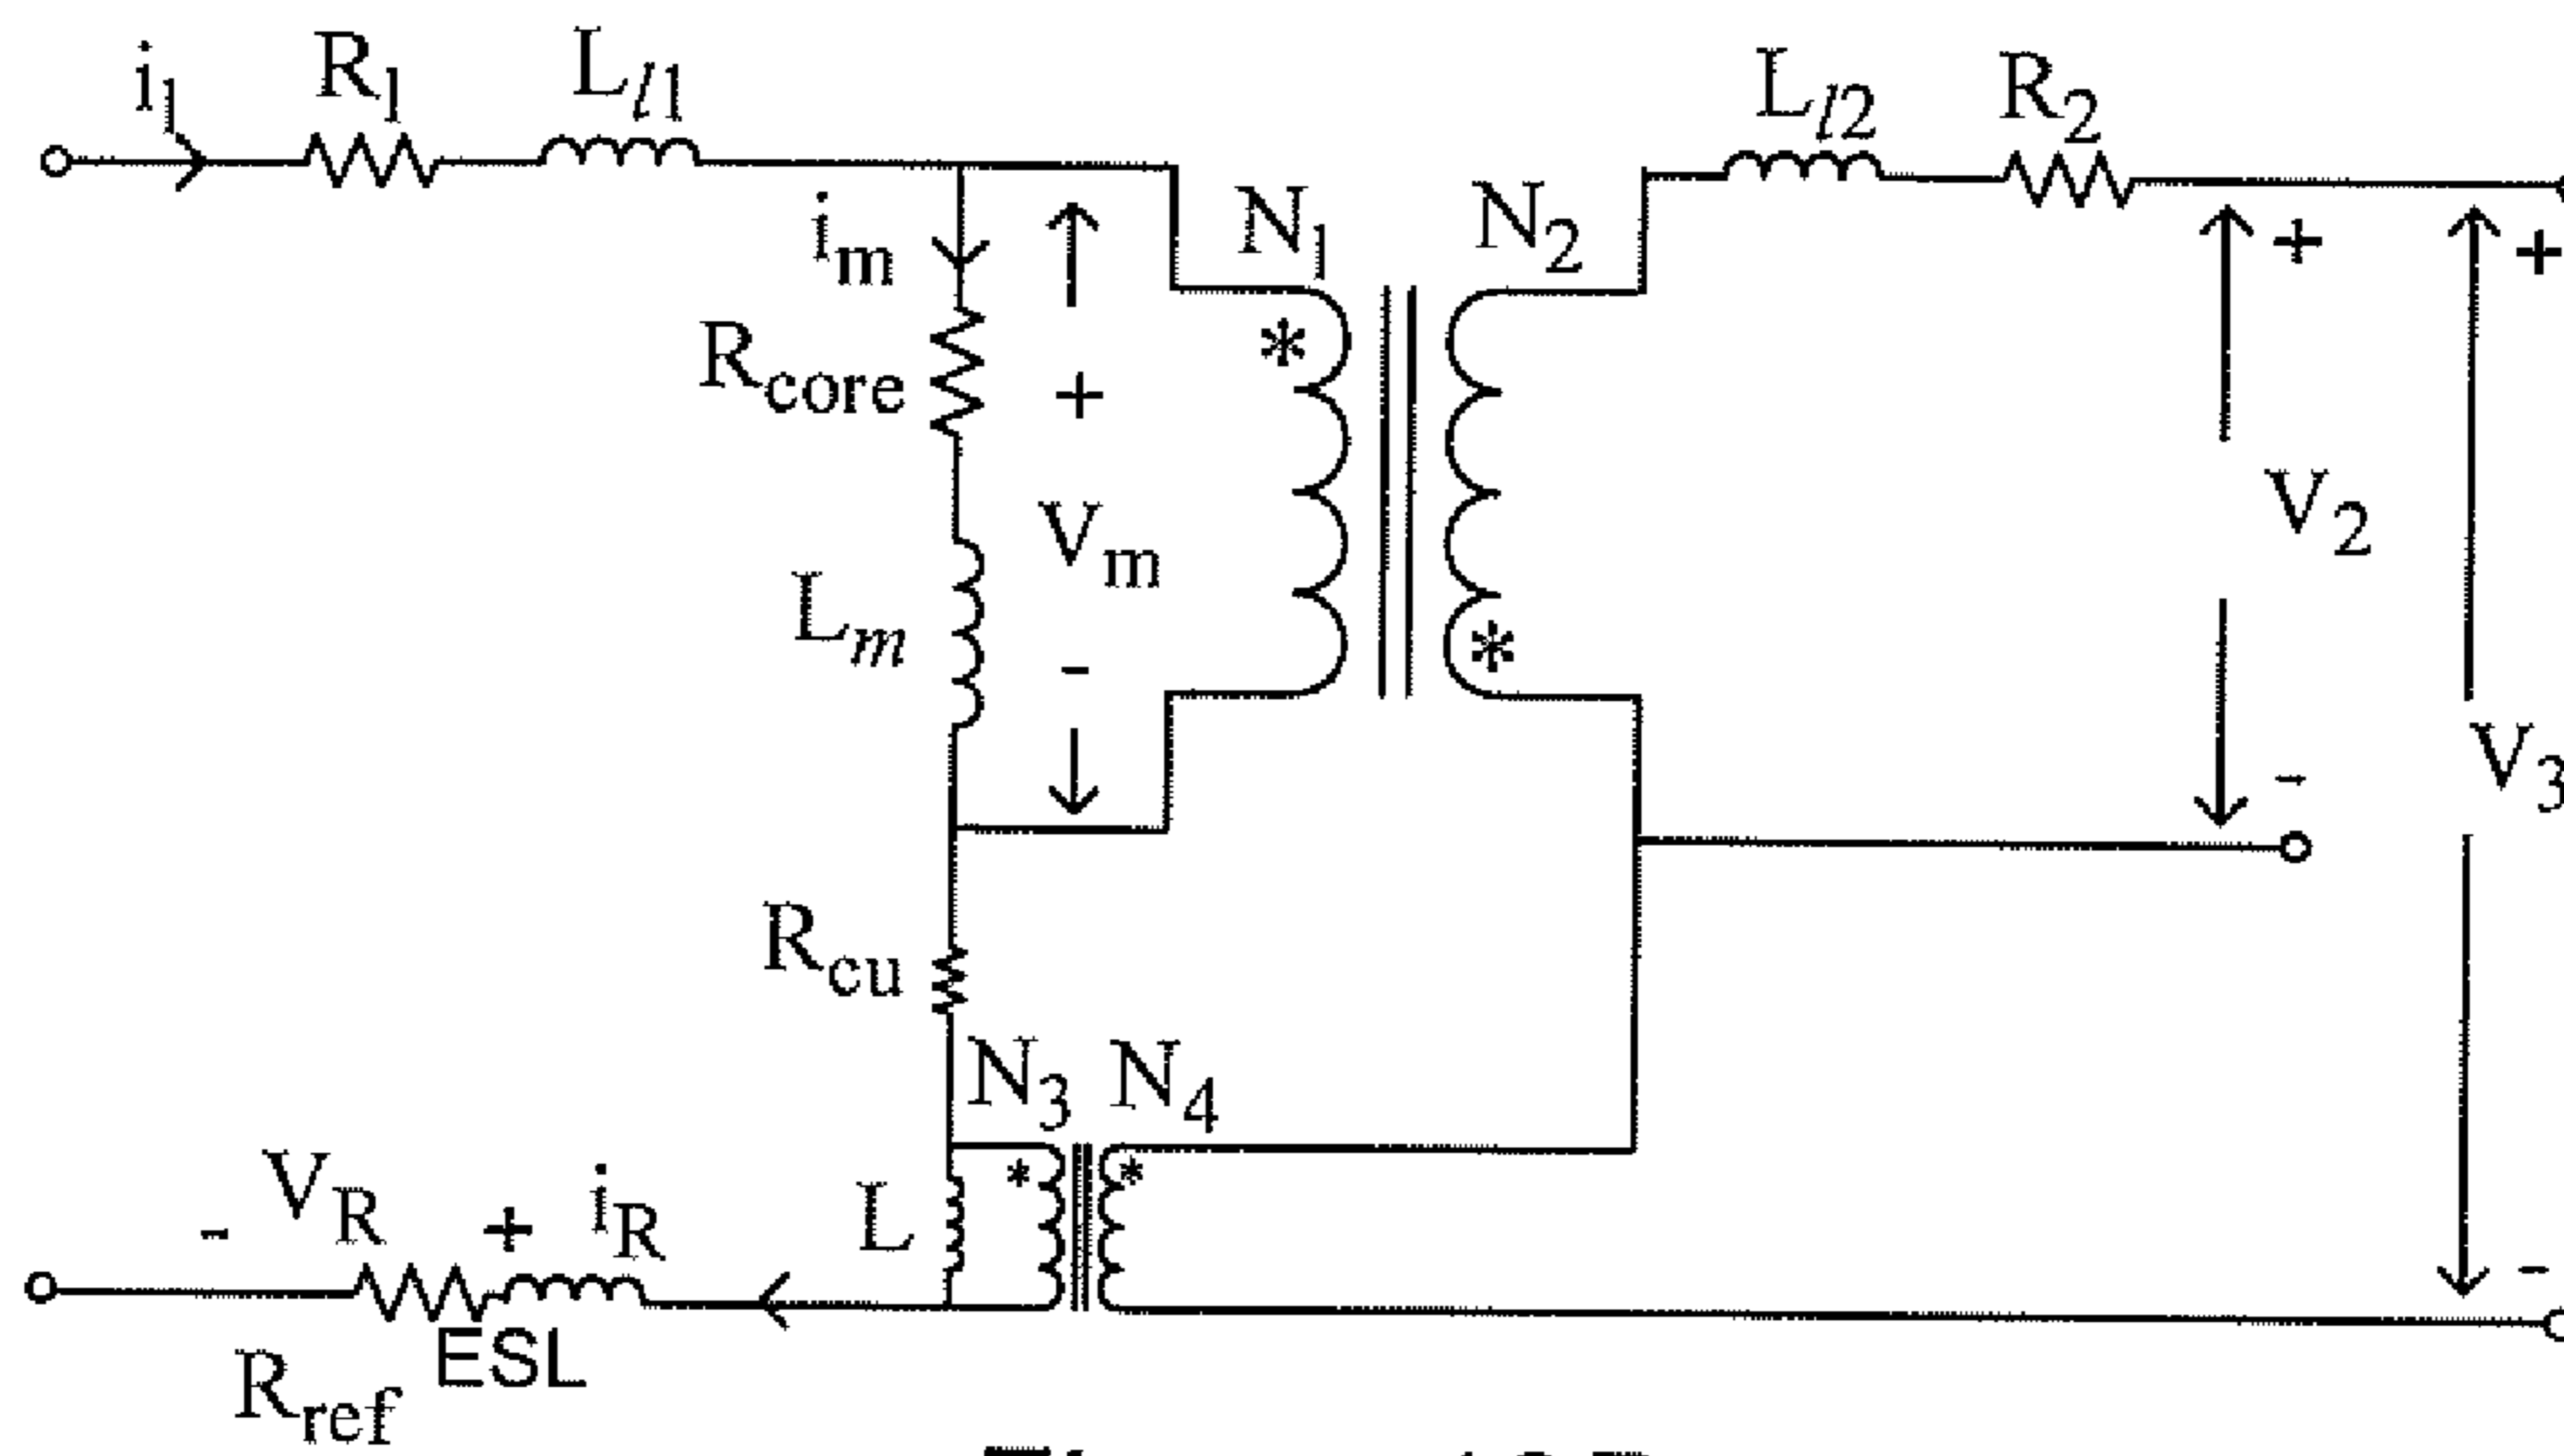 i1 R1 Ll1 Ll2 R2
im N1 N2 + +
* Rcore +
Vm V2
Lm - * V3
-
Rcu
N3 N4
* *
VR iR L
- + -
Rref ESL